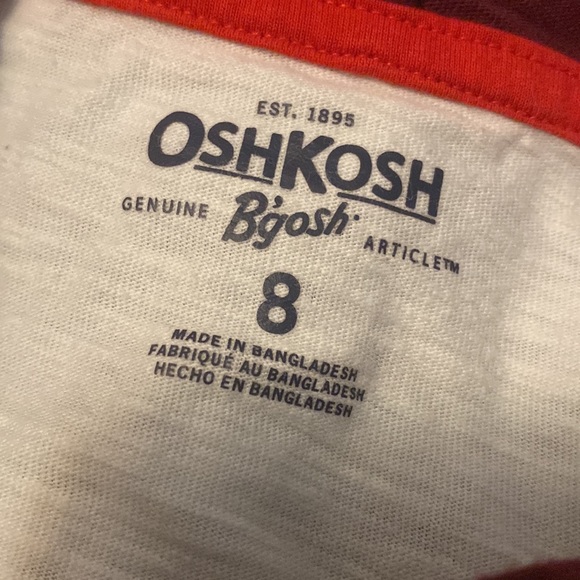 EST. 1895
OSHKOSH
GENUINE B'gosh ARTICLE™
8
MADE IN BANGLADESH
FABRIQUÉ AU BANGLADESH
HECHO EN BANGLADESH